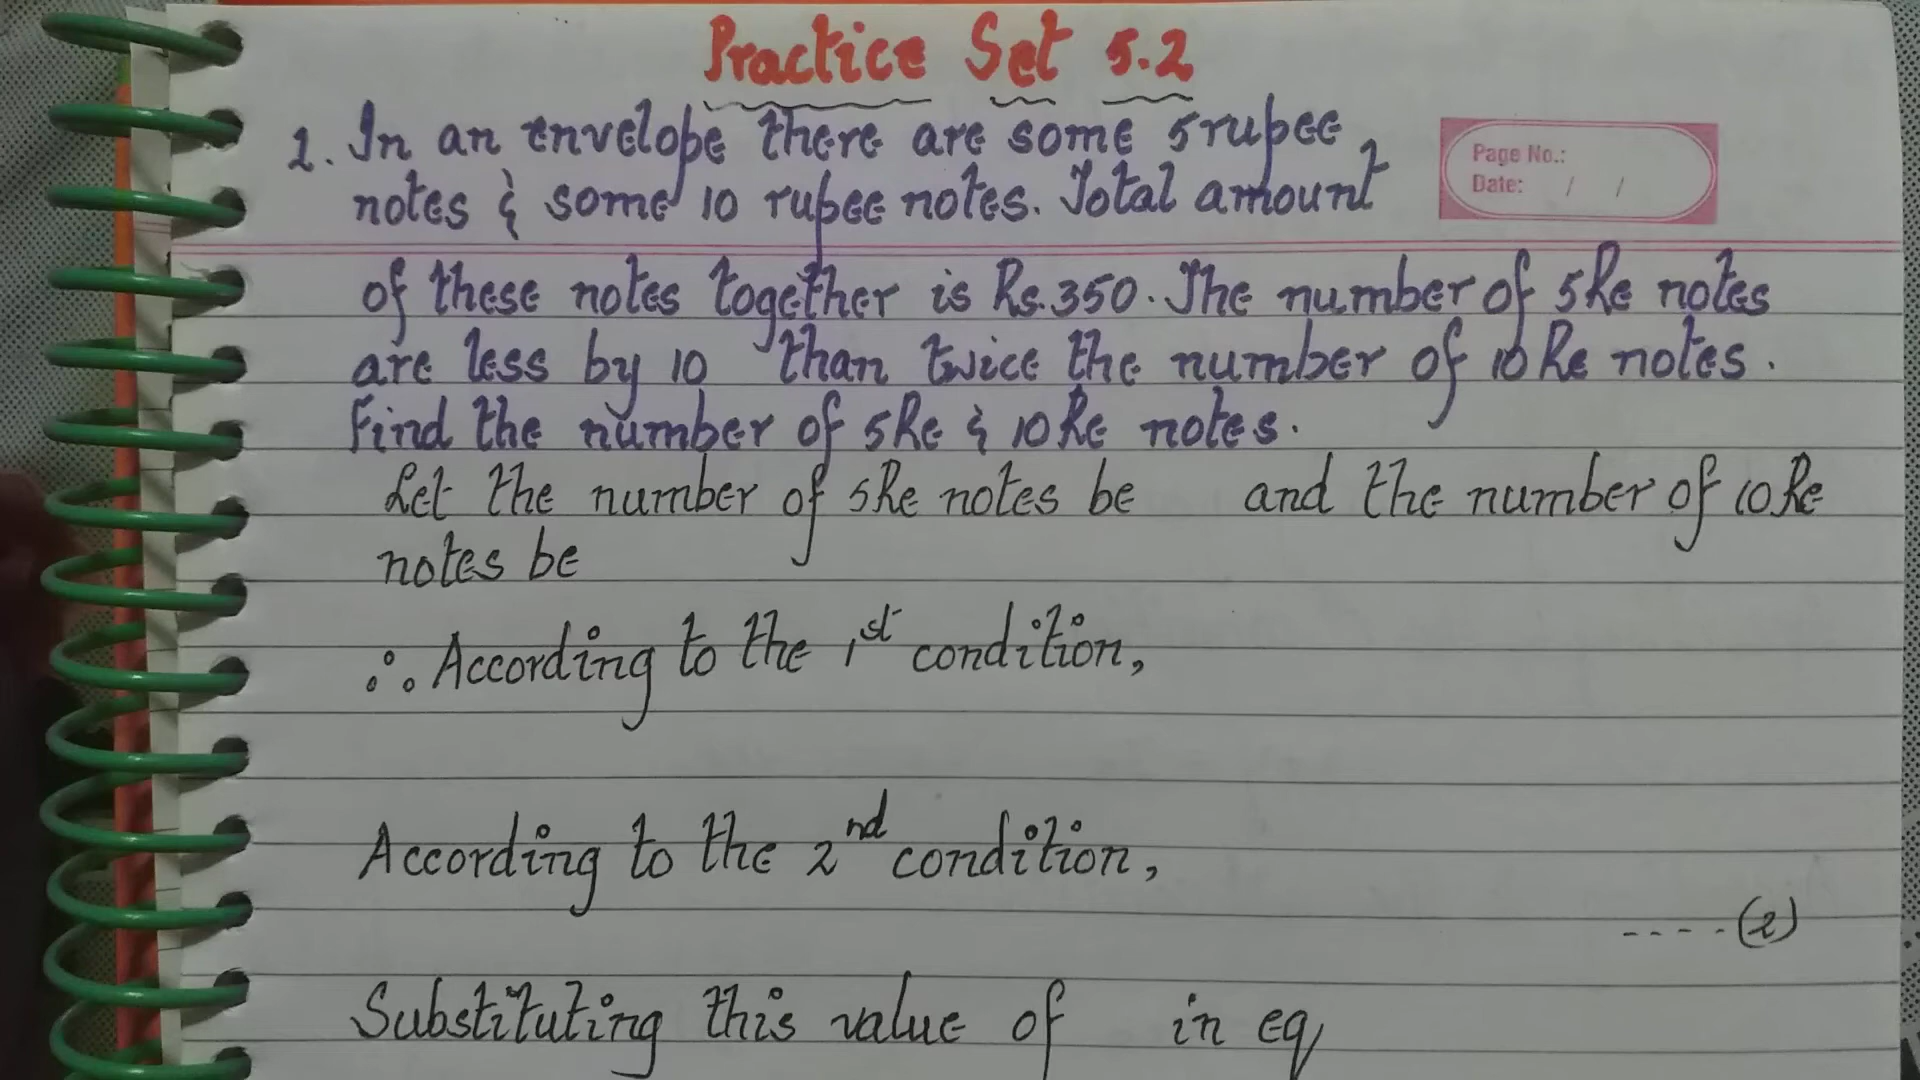 Practice Set 5.2
1. In an envelope there are some 5 rupee
notes & some 10 rupee notes. Total amount
Page No.:
Date: / /
of these notes together is Rs.350. The number of 5Re notes
are less by 10 than twice the number of 10 Re notes.
Find the number of 5Re & 10Re notes.
Let the number of 5Re notes be and the number of 10Re
notes be
∴ According to the 1st condition,
According to the 2nd condition,
-----(2)
Substituting this value of in eq